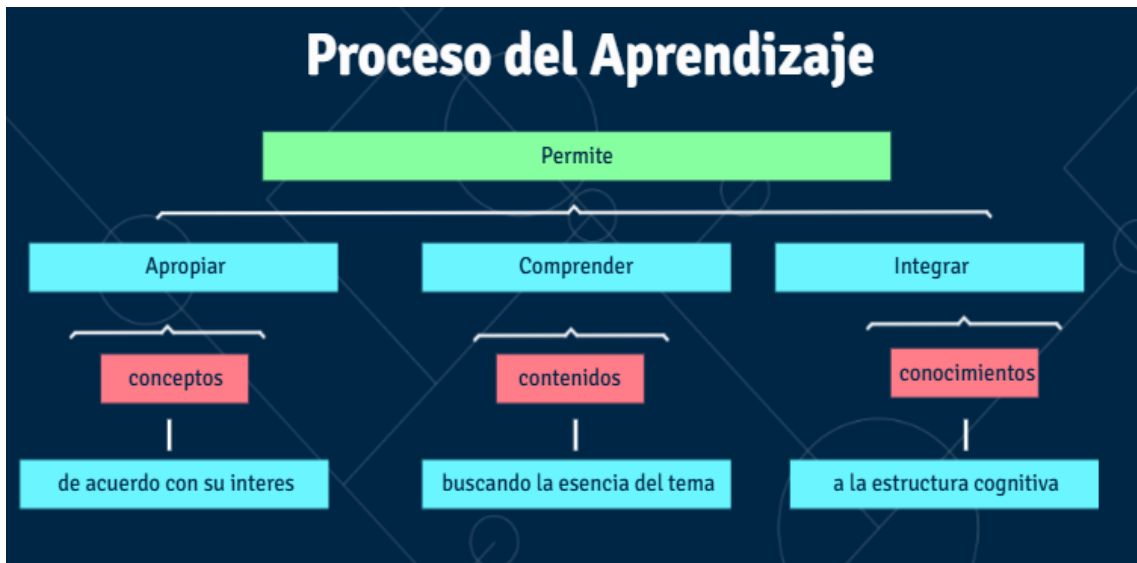 Proceso del Aprendizaje
Permite
Apropiar
Comprender
Integrar
conceptos
contenidos
conocimientos
de acuerdo con su interes
buscando la esencia del tema
a la estructura cognitiva